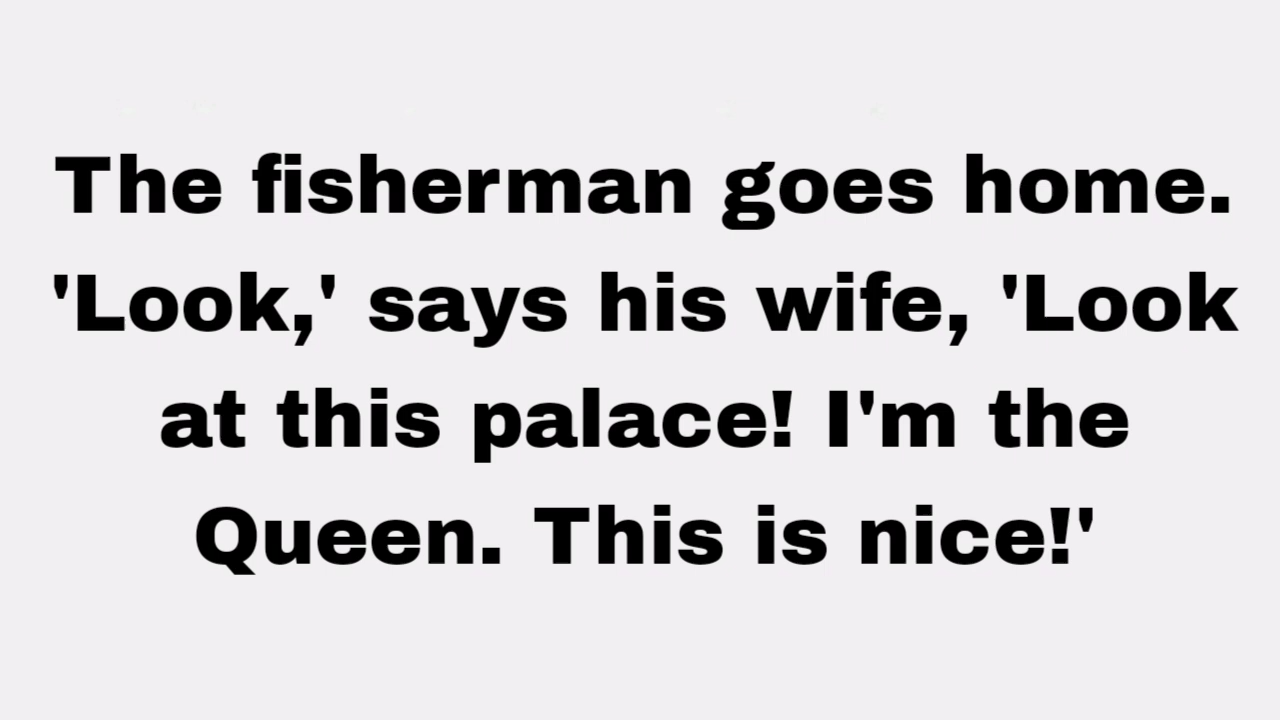 The fisherman goes home.
'Look,' says his wife, 'Look
at this palace! I'm the
Queen. This is nice!'